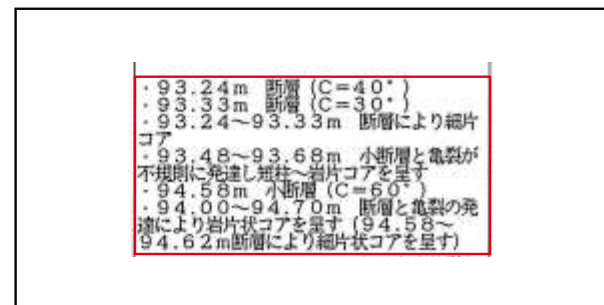 ・93.24m 断層(C=40°)
・93.33m 断層(C=30°)
・93.24~93.33m 断層により細片
コア
・93.48~93.68m 小断層と亀裂が
不規則に発達し短柱~岩片コアを呈す
・94.58m 小断層(C=60°)
・94.00~94.70m 断層と亀裂の発
達により岩片状コアを呈す(94.58~
94.62m断層により細片状コアを呈す)